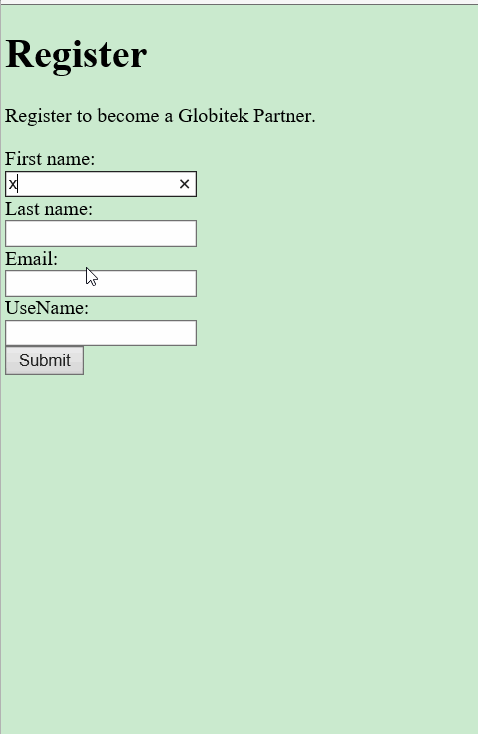 Register
Register to become a Globitek Partner.
First name:
x
Last name:
Email:
UseName:
Submit